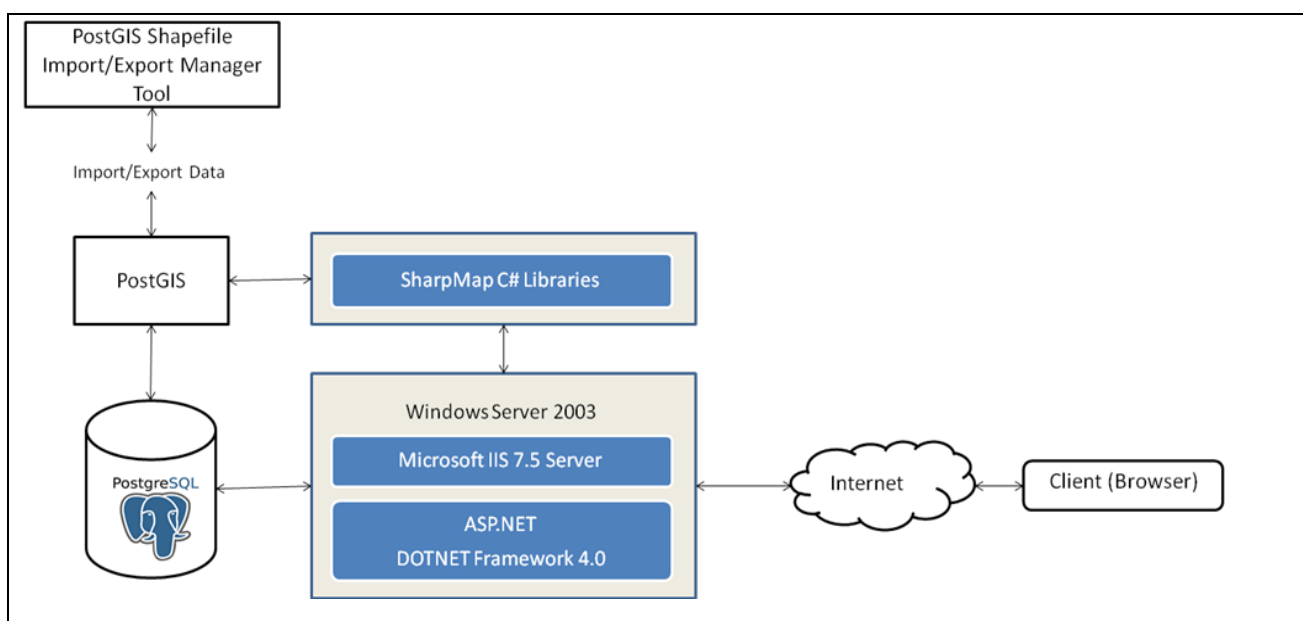 PostGIS Shapefile
Import/Export Manager
Tool
Import/Export Data
PostGIS
SharpMap C# Libraries
Windows Server 2003
Microsoft IIS 7.5 Server
PostgreSQL
ASP.NET
DOTNET Framework 4.0
Internet
Client (Browser)